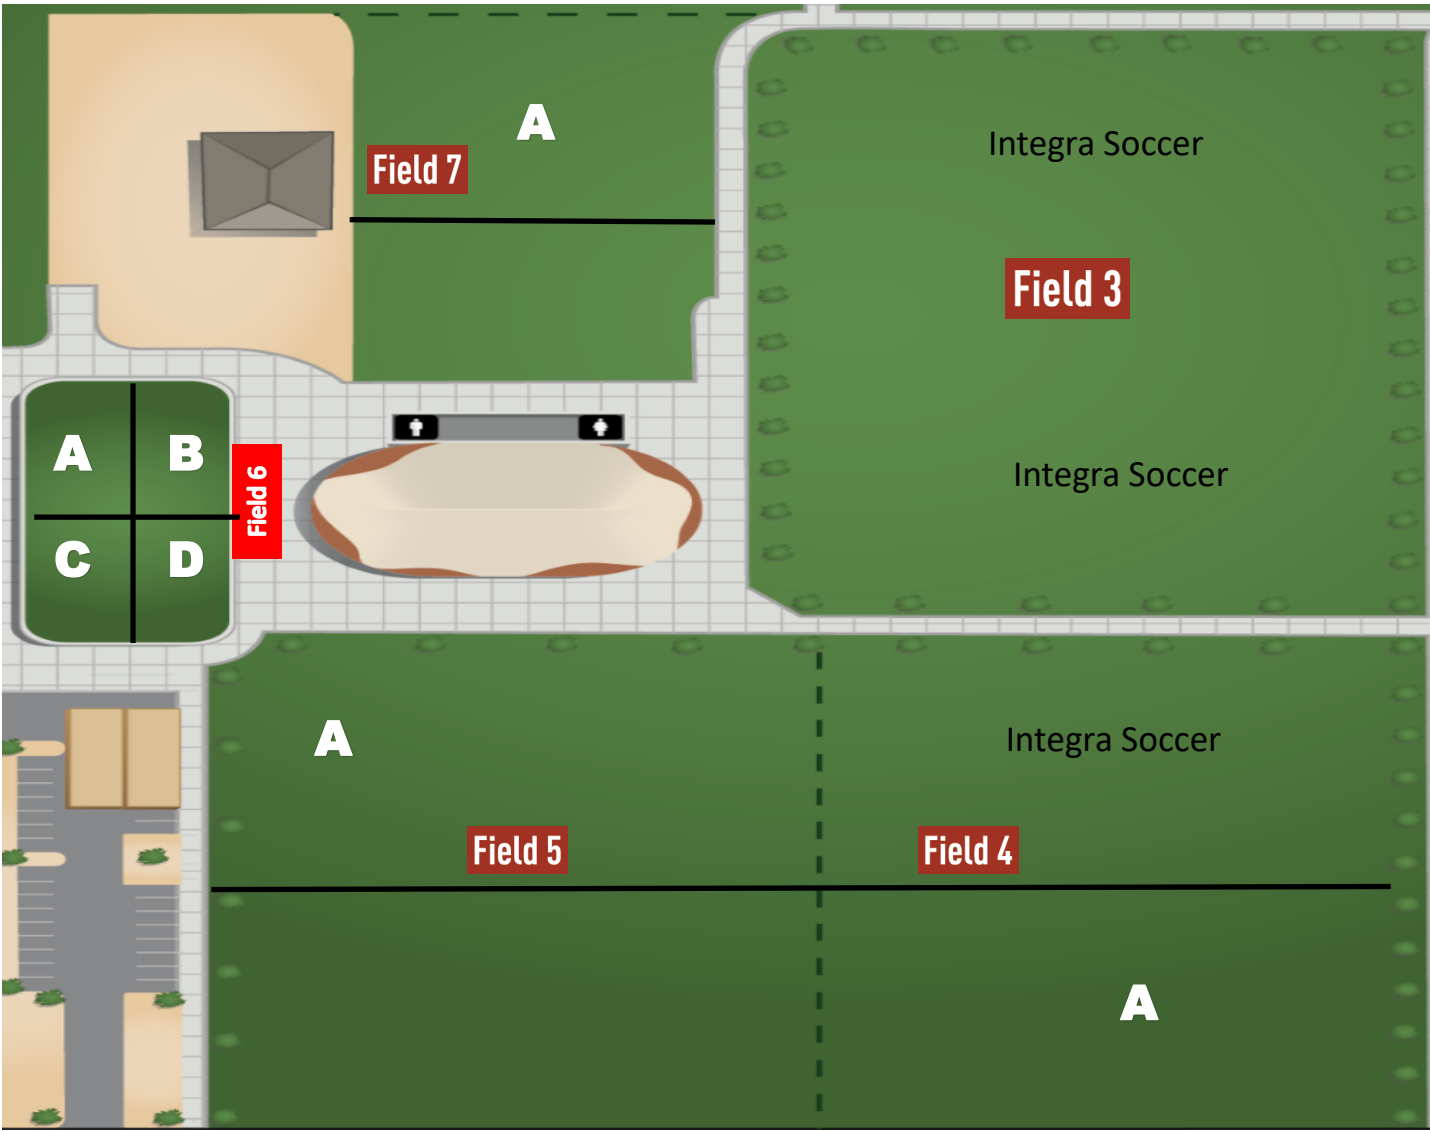 A
Field 7
Integra Soccer
Field 3
Integra Soccer
A B
C D
Field 6
A
Integra Soccer
Field 5
Field 4
A